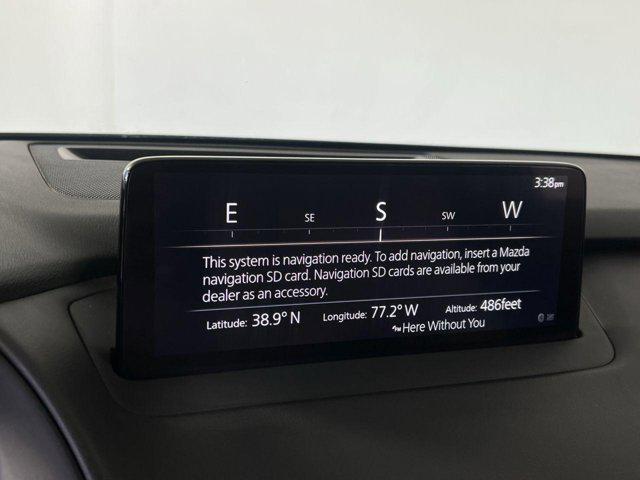 3:38pm
E SE S SW W
This system is navigation ready. To add navigation, insert a Mazda
navigation SD card. Navigation SD cards are available from your
dealer as an accessory.
Latitude: 38.9° N Longitude: 77.2° W Altitude: 486feet
Here Without You